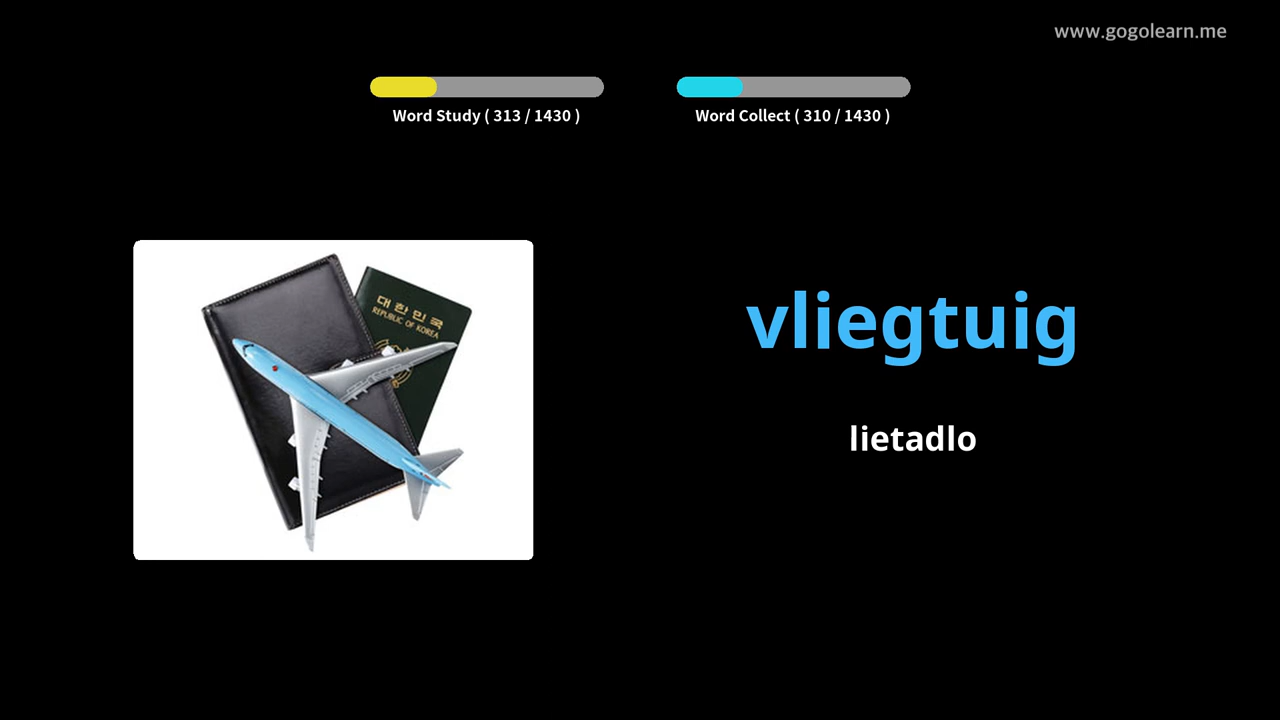 www.gogolearn.me
Word Study ( 313 / 1430 )
Word Collect ( 310 / 1430 )
대한민국
REPUBLIC OF KOREA
vliegtuig
lietadlo